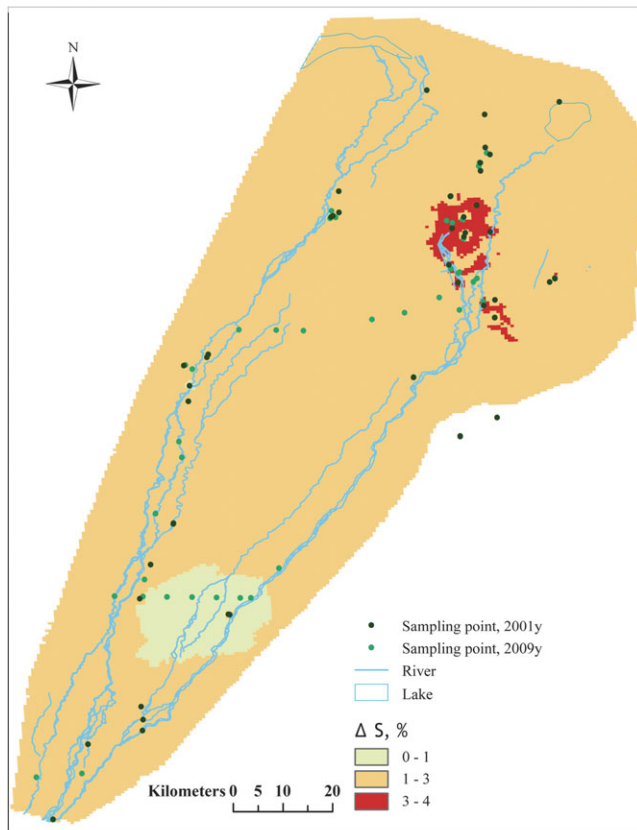 N
Sampling point, 2001y
Sampling point, 2009y
River
Lake
Δ S, %
0 - 1
1 - 3
3 - 4
Kilometers 0 5 10 20